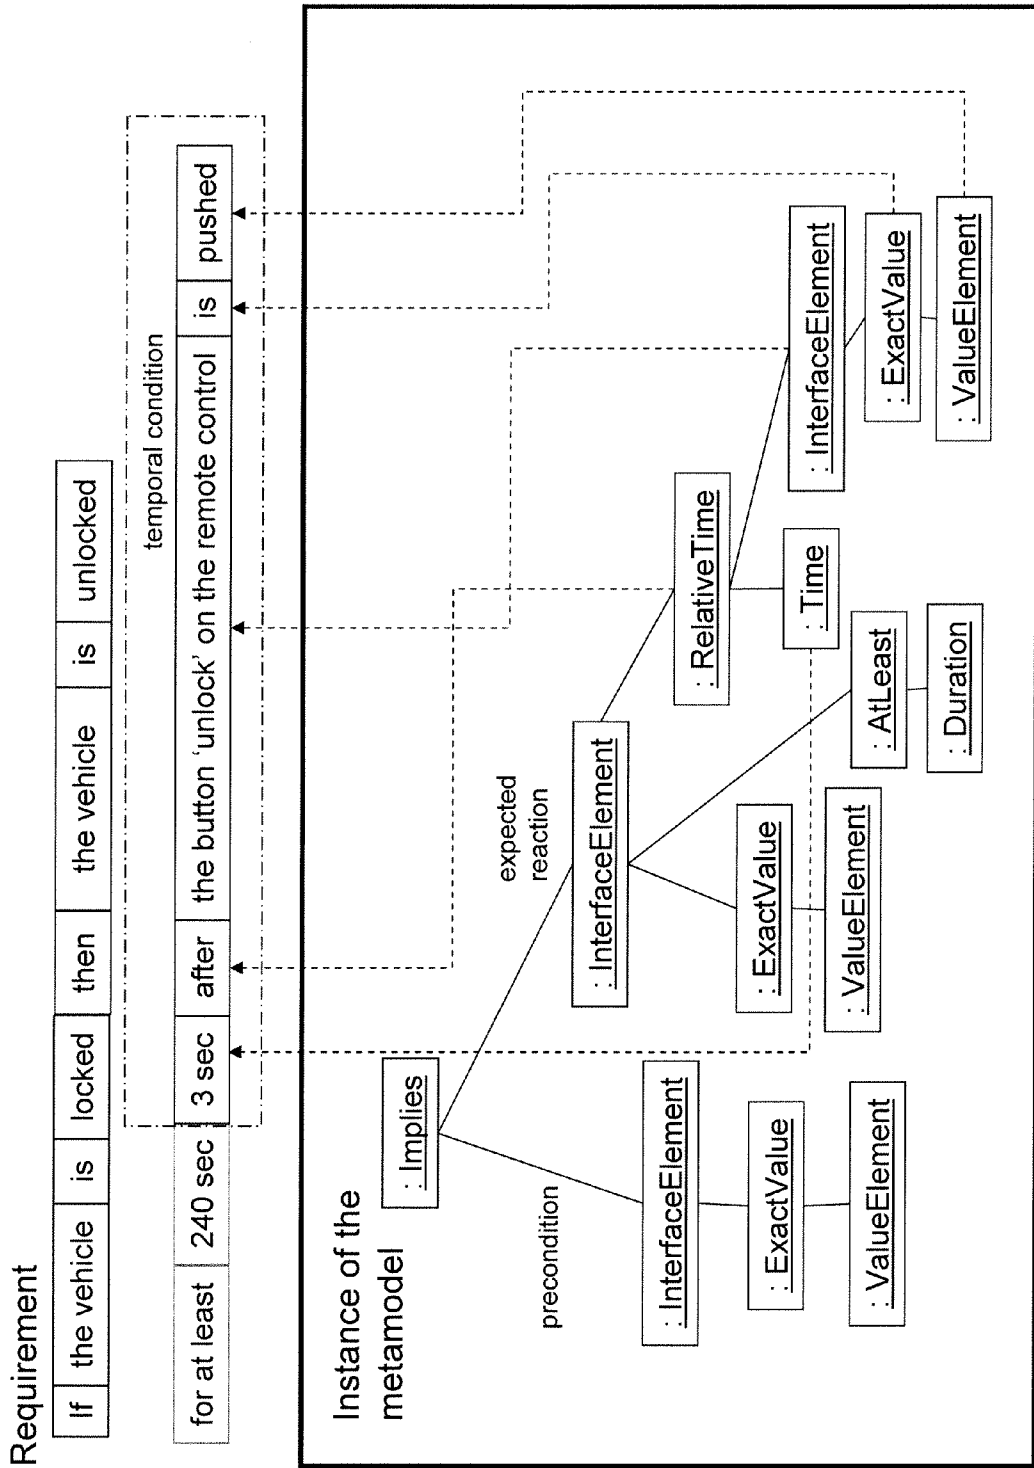 Requirement
If the vehicle is locked then the vehicle is unlocked
temporal condition
for at least 240 sec 3 sec after the button 'unlock' on the remote control is pushed
Instance of the
metamodel
: Implies
precondition
expected
reaction
: InterfaceElement
: InterfaceElement
: RelativeTime
: ExactValue
: ExactValue
: Time
: InterfaceElement
: ValueElement
: ValueElement
: AtLeast
: ExactValue
: Duration
: ValueElement